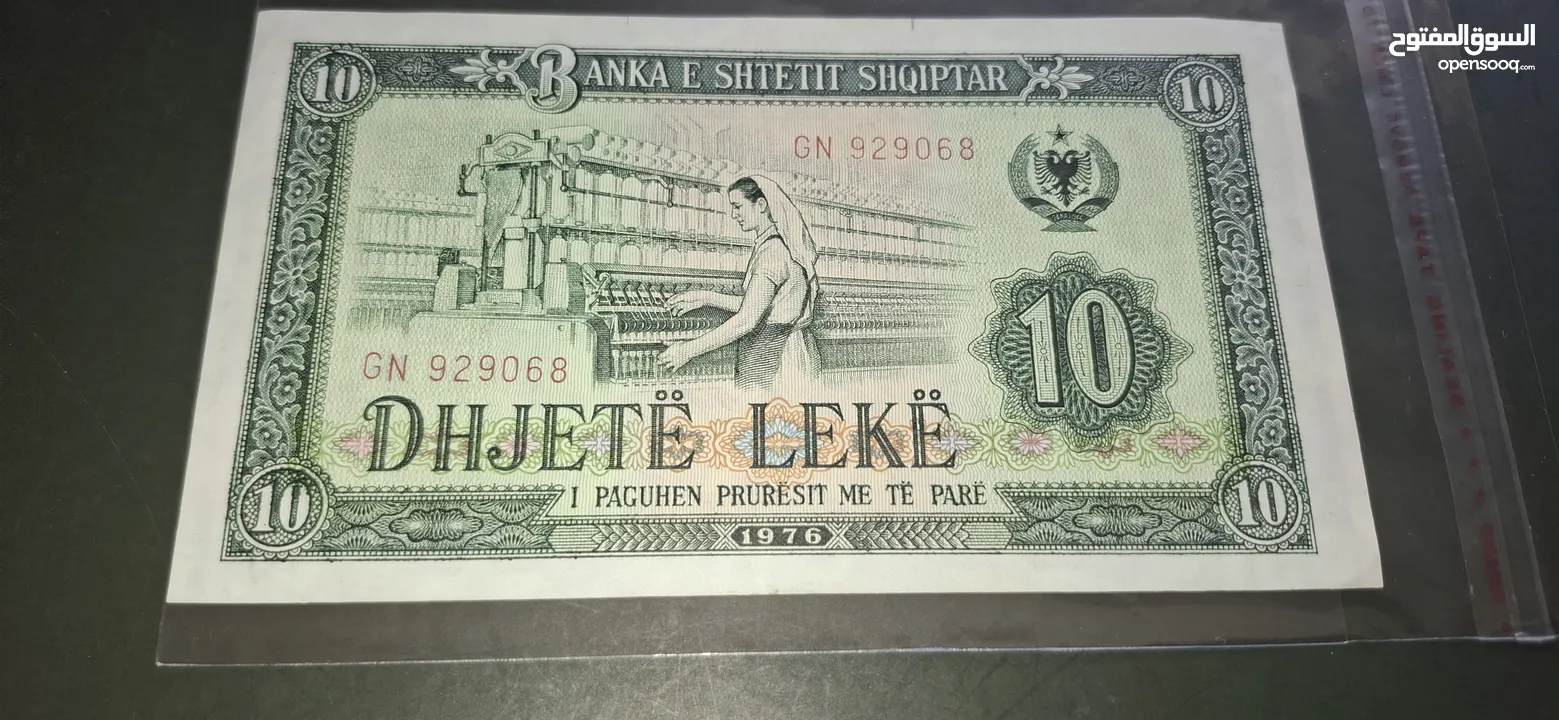 السوق المفتوح
opensooq.com
10 BANKA E SHTETIT SHQIPTAR 10
GN 929068
GN 929068
10
DHJETË LEKË
I PAGUHEN PRURËSIT ME TË PARË
10 1976 10